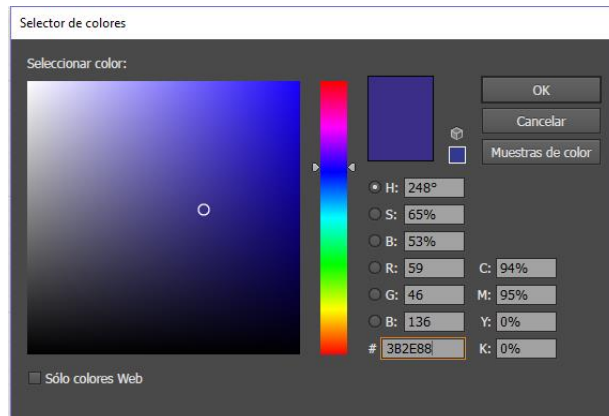 Selector de colores
Seleccionar color:
OK
Cancelar
Muestras de color
H: 248°
S: 65%
B: 53%
R: 59 C: 94%
G: 46 M: 95%
B: 136 Y: 0%
# 3B2E88 K: 0%
Sólo colores Web